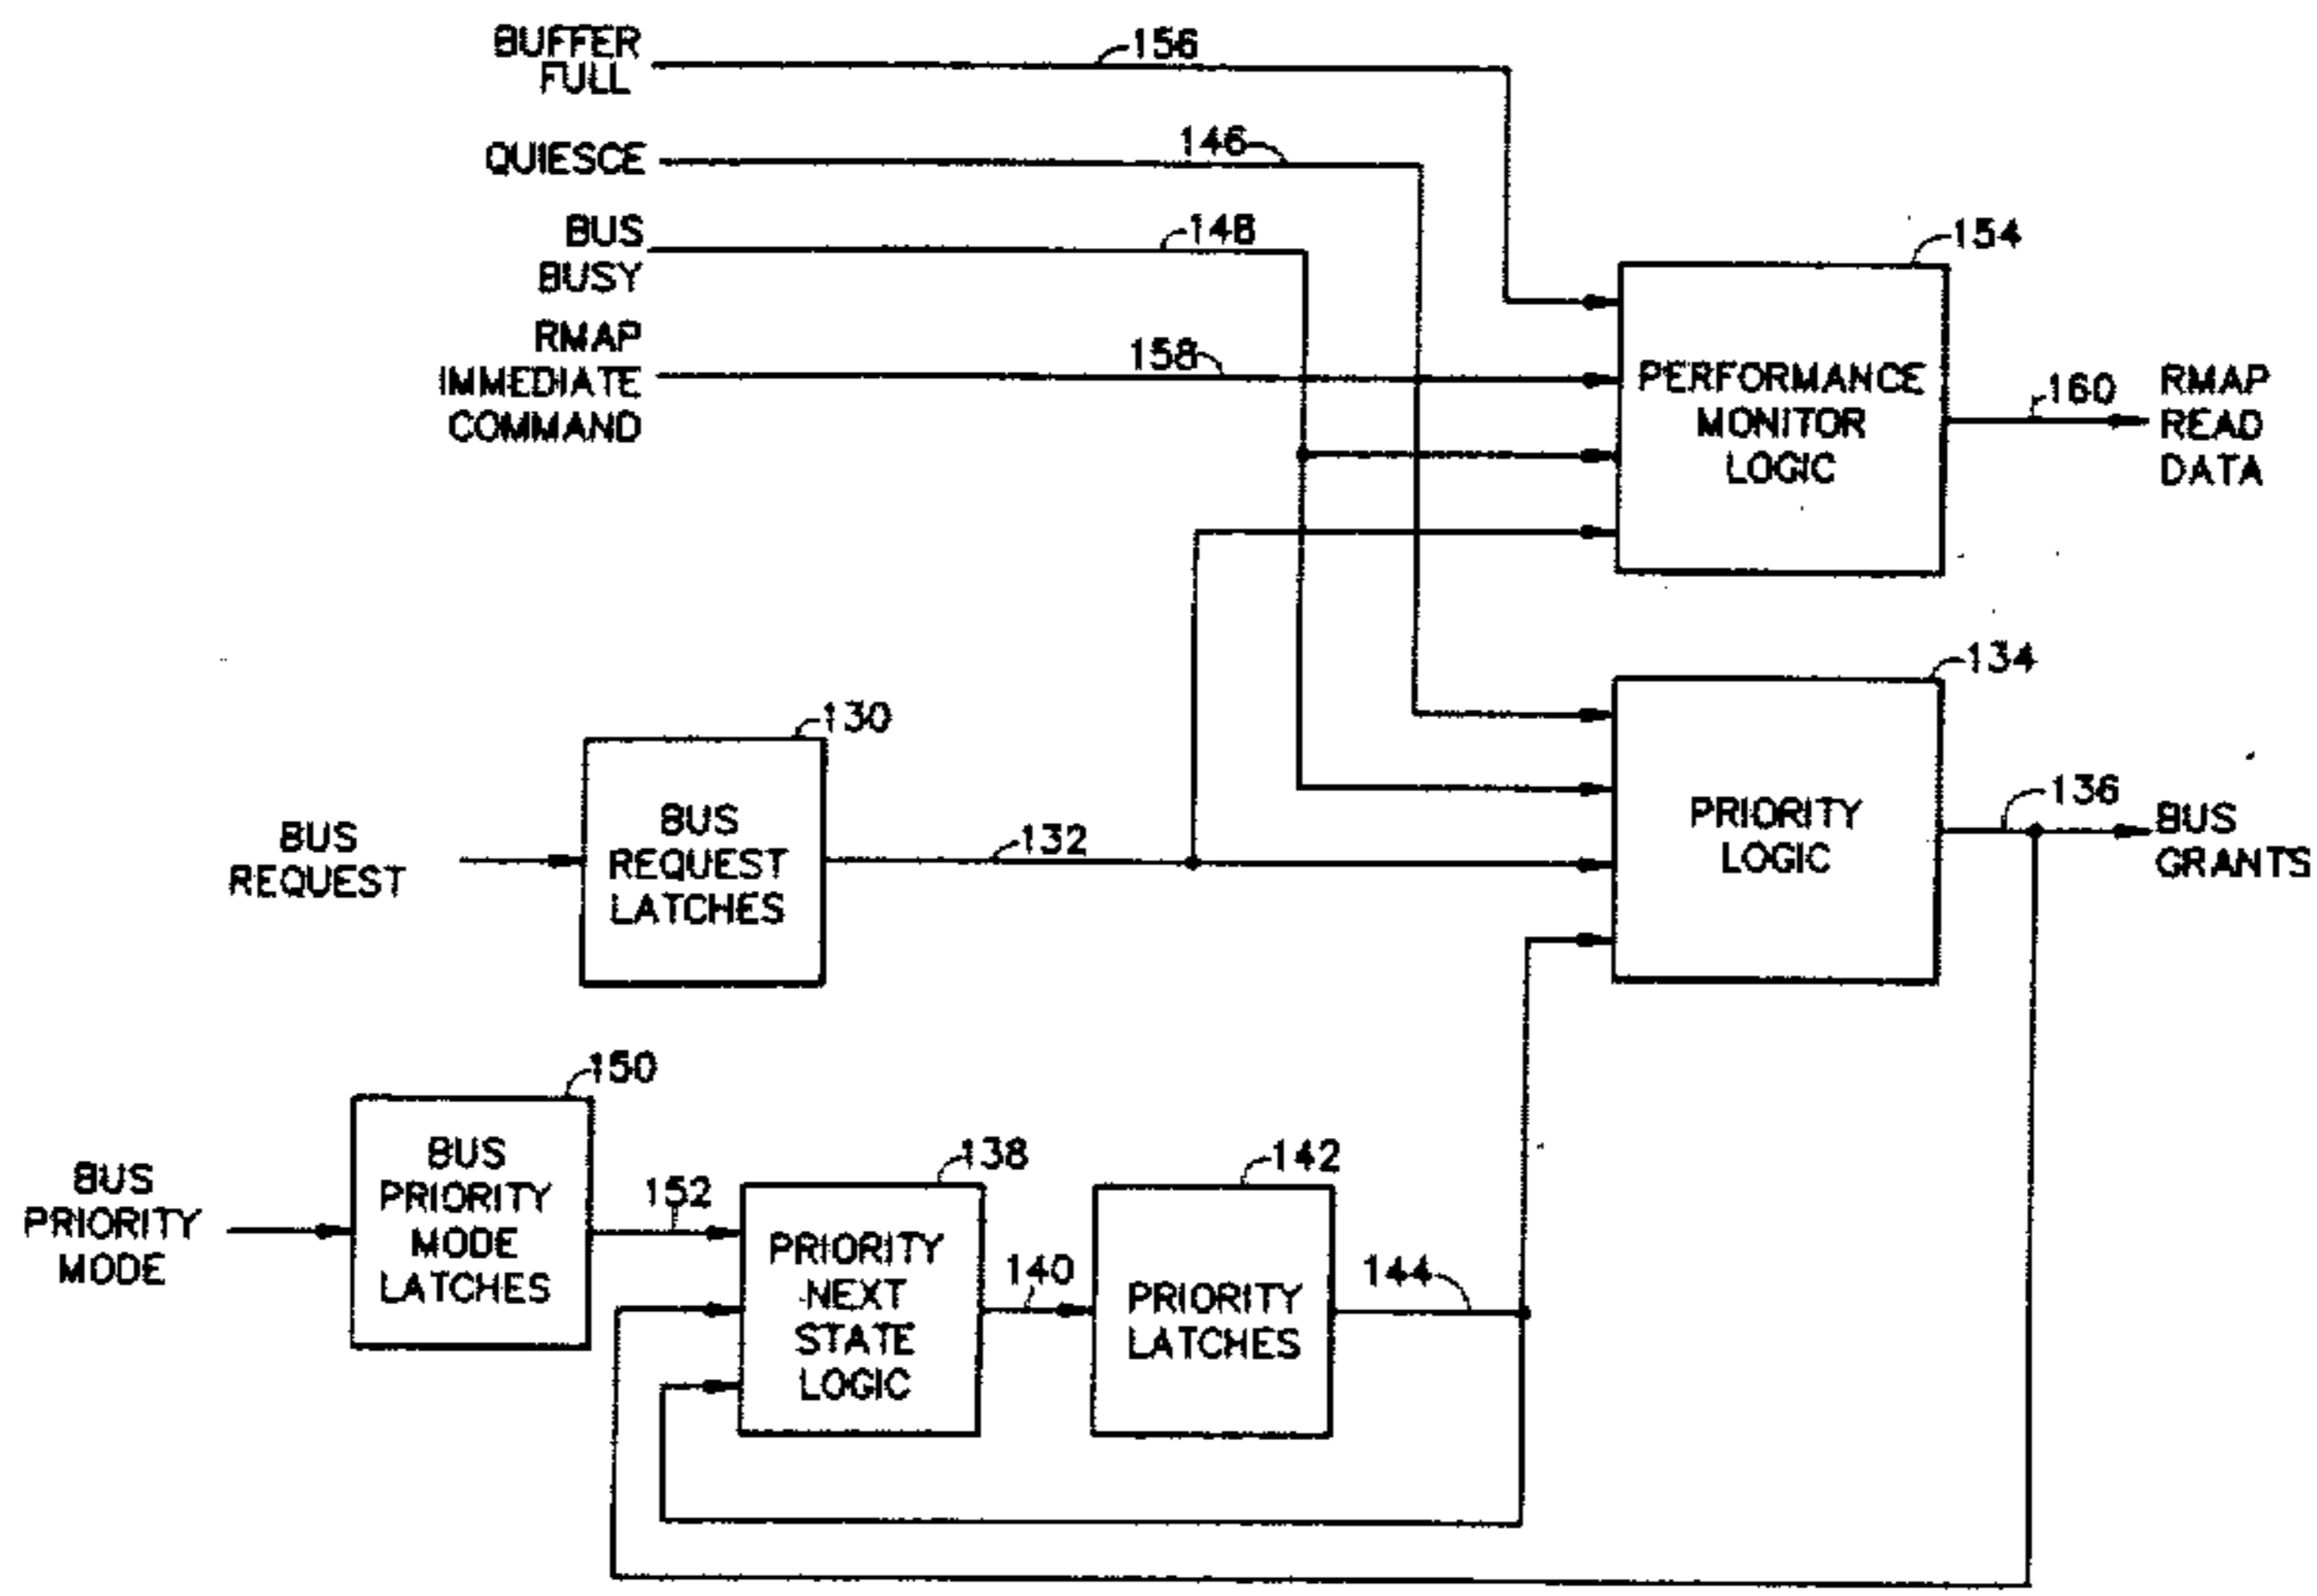 BUFFER
FULL
156
QUIESCE
146
BUS
BUSY
148
RMAP
IMMEDIATE
COMMAND
158
154
PERFORMANCE
MONITOR
LOGIC
160
RMAP
READ
DATA
134
PRIORITY
LOGIC
136
BUS
GRANTS
130
BUS
REQUEST
BUS
REQUEST
LATCHES
132
150
BUS
PRIORITY
MODE
BUS
PRIORITY
MODE
LATCHES
152
138
PRIORITY
NEXT
STATE
LOGIC
140
142
PRIORITY
LATCHES
144